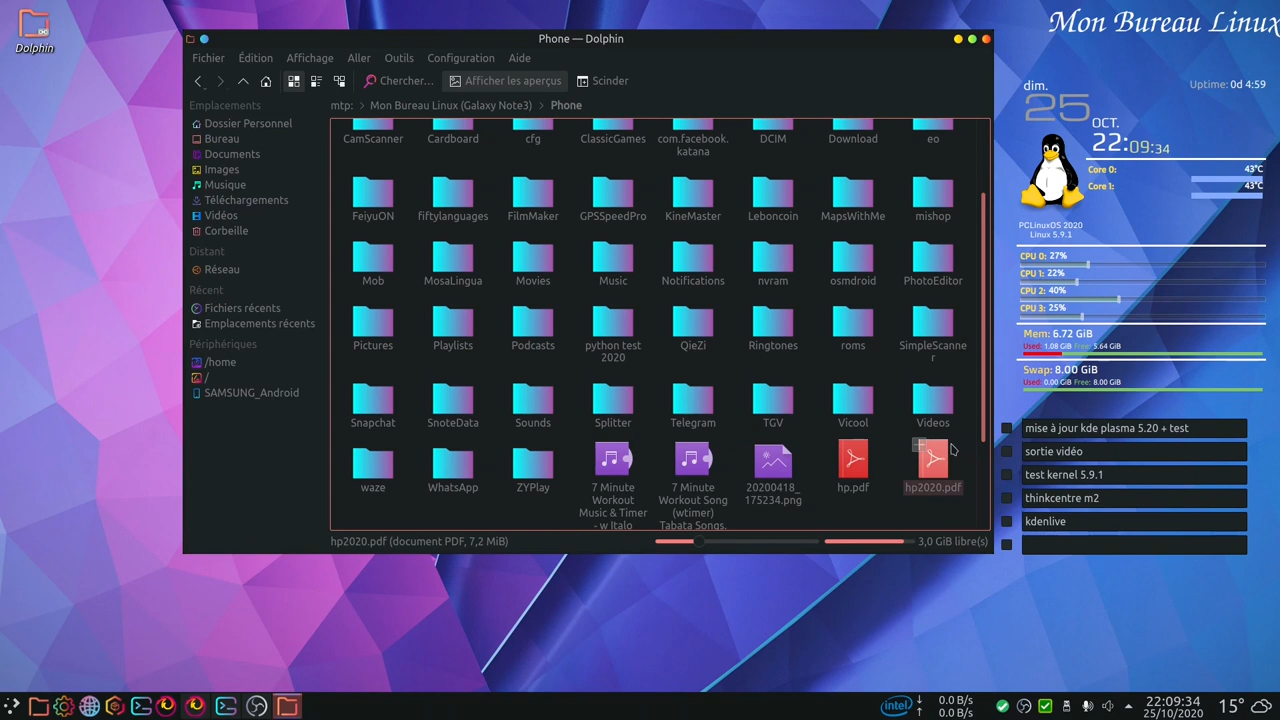 Dolphin
Mon Bureau Linux
Phone — Dolphin
Fichier Édition Affichage Aller Outils Configuration Aide
Chercher… Afficher les aperçus Scinder
mtp: > Mon Bureau Linux (Galaxy Note3) > Phone
Emplacements
Dossier Personnel
Bureau
Documents
Images
Musique
Téléchargements
Vidéos
Corbeille
Distant
Réseau
Récent
Fichiers récents
Emplacements récents
Périphériques
/home
/
SAMSUNG_Android
CamScanner Cardboard cfg ClassicGames com.facebook. DCIM Download eo
katana
FeiyuON fiftylanguages FilmMaker GPSSpeedPro KineMaster Leboncoin MapsWithMe mishop
Mob MosaLingua Movies Music Notifications nvram osmdroid PhotoEditor
Pictures Playlists Podcasts python test QieZi Ringtones roms SimpleScanne
2020 r
Snapchat SnoteData Sounds Splitter Telegram TGV Vicool Videos
waze WhatsApp ZYPlay 7 Minute 7 Minute 20200418_ hp.pdf hp2020.pdf
Workout Workout Song 175234.png
Music & Timer (wtimer)
- w Italo Tabata Songs.
hp2020.pdf (document PDF, 7,2 MiB) 3,0 GiB libre(s)
dim. Uptime: 0d 4:59
25 OCT.
22:09:34
Core 0: 43°C
Core 1: 43°C
PCLinuxOS 2020
Linux 5.9.1
CPU 0: 27%
CPU 1: 22%
CPU 2: 40%
CPU 3: 25%
Mem: 6.72 GiB
Used: 1.08 GiB Free: 5.64 GiB
Swap: 8.00 GiB
Used: 0.00 GiB Free: 8.00 GiB
mise à jour kde plasma 5.20 + test
sortie vidéo
test kernel 5.9.1
thinkcentre m2
kdenlive
intel 0.0 B/s 22:09:34 15°
0.0 B/s 25/10/2020